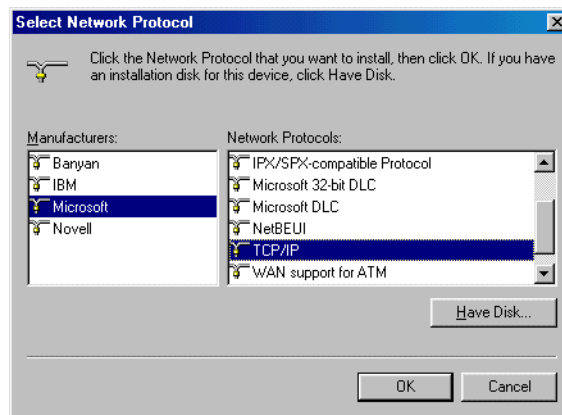 Select Network Protocol
Click the Network Protocol that you want to install, then click OK. If you have
an installation disk for this device, click Have Disk.
Manufacturers:
Banyan
IBM
Microsoft
Novell
Network Protocols:
IPX/SPX-compatible Protocol
Microsoft 32-bit DLC
Microsoft DLC
NetBEUI
TCP/IP
WAN support for ATM
Have Disk...
OK
Cancel